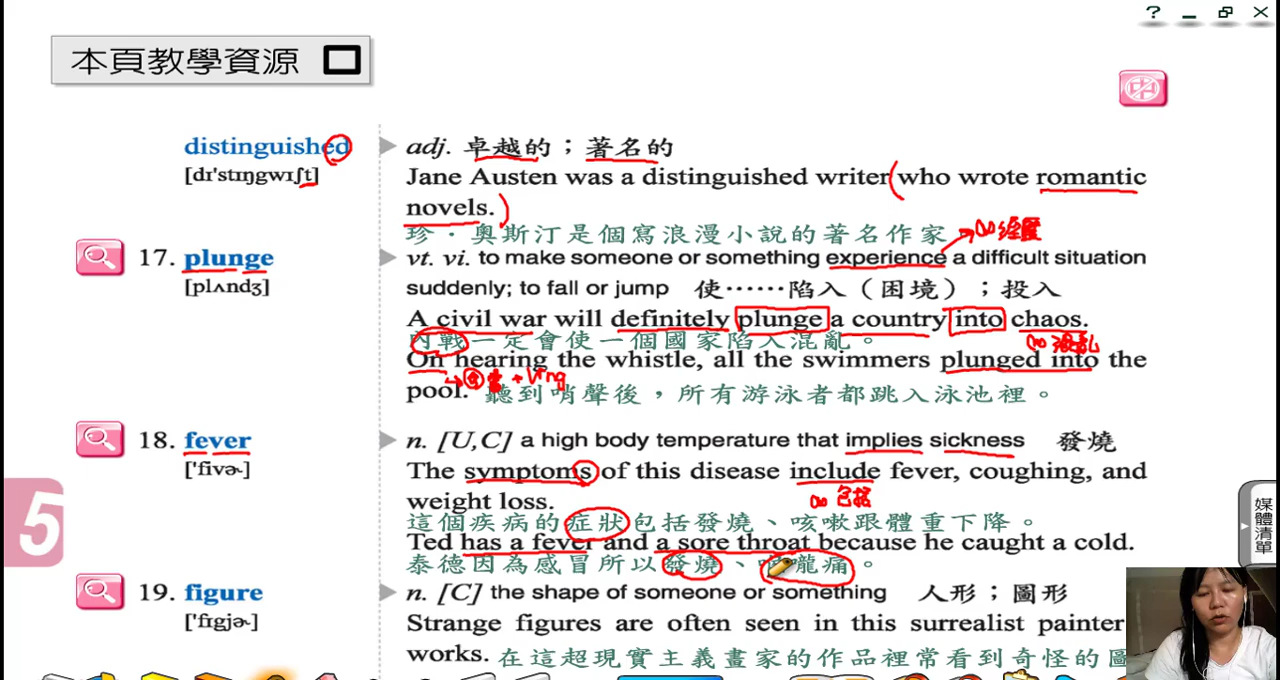 ?
本頁教學資源
distinguished
[dɪˈstɪŋgwɪʃt]
adj. 卓越的；著名的
Jane Austen was a distinguished writer (who wrote romantic
novels.)
珍．奧斯汀是個寫浪漫小說的著名作家
(v) 經歷
17. plunge
[plʌndʒ]
vt. vi. to make someone or something experience a difficult situation
suddenly; to fall or jump 使……陷入（困境）；投入
A civil war will definitely plunge a country into chaos.
內戰一定會使一個國家陷入混亂。
(n) 混亂
On hearing the whistle, all the swimmers plunged into the
+ Ving
pool. 聽到哨聲後，所有游泳者都跳入泳池裡。
18. fever
[ˈfivɚ]
n. [U,C] a high body temperature that implies sickness 發燒
The symptoms of this disease include fever, coughing, and
weight loss.
(v) 包括
這個疾病的症狀包括發燒、咳嗽跟體重下降。
Ted has a fever and a sore throat because he caught a cold.
泰德因為感冒所以發燒、喉嚨痛。
19. figure
[ˈfɪgjɚ]
n. [C] the shape of someone or something 人形；圖形
Strange figures are often seen in this surrealist painter
works. 在這超現實主義畫家的作品裡常看到奇怪的圖
5
媒體清單